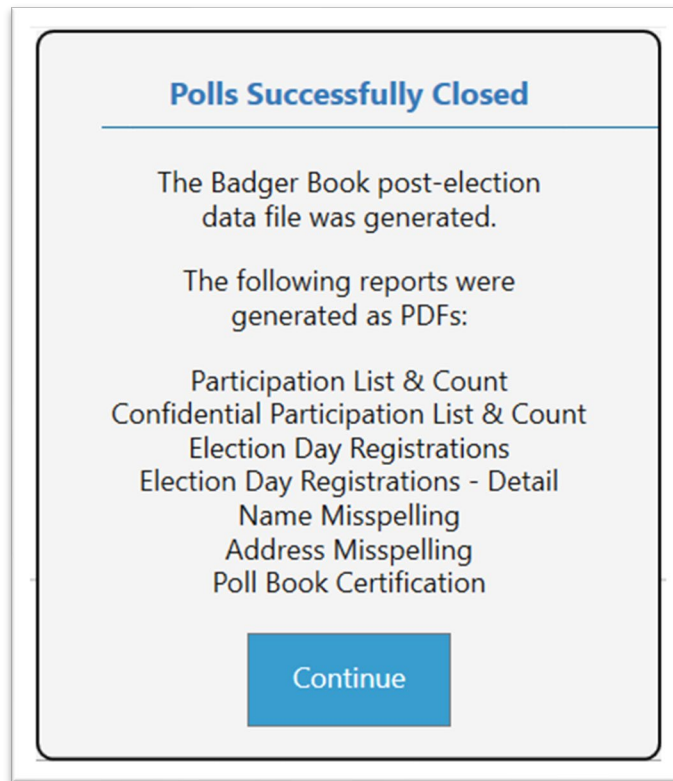 Polls Successfully Closed
The Badger Book post-election
data file was generated.
The following reports were
generated as PDFs:
Participation List & Count
Confidential Participation List & Count
Election Day Registrations
Election Day Registrations - Detail
Name Misspelling
Address Misspelling
Poll Book Certification
Continue